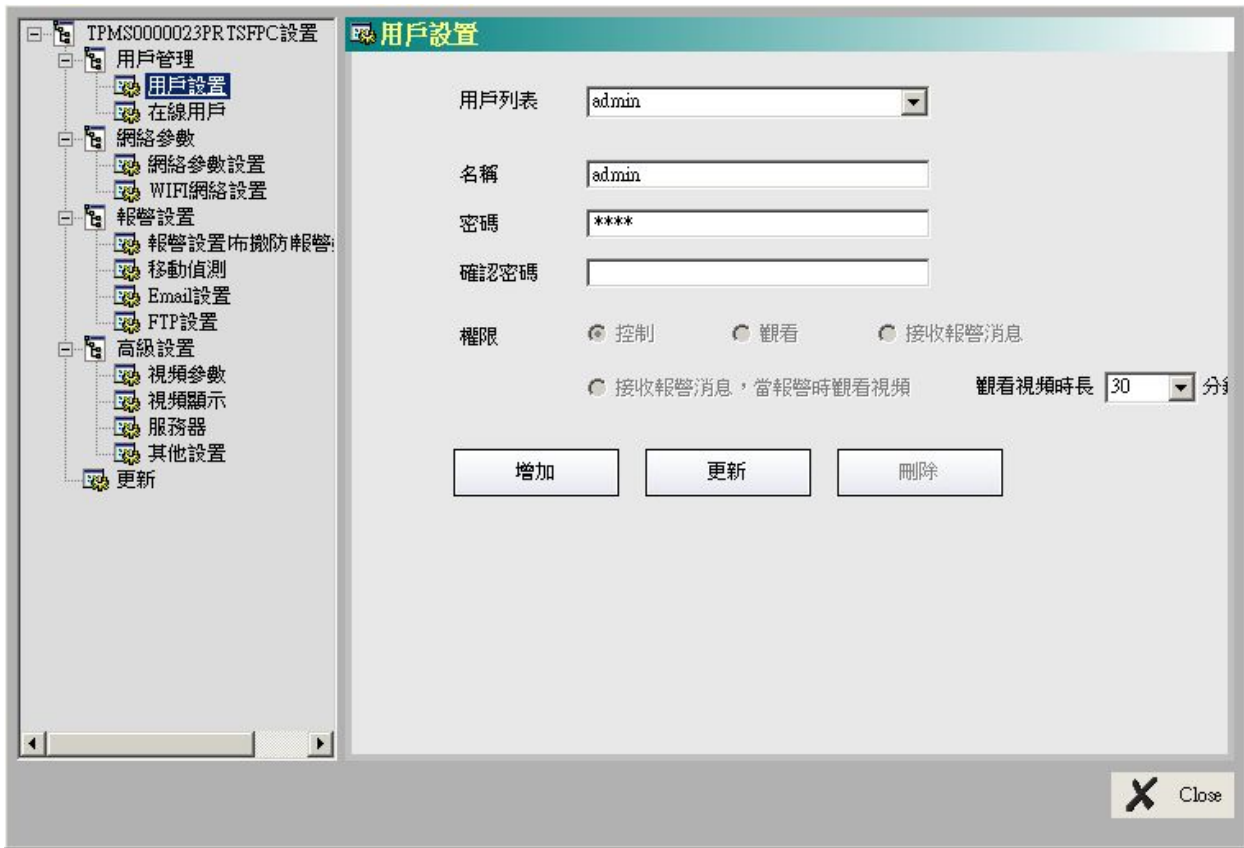 TPMS0000023PRTSFPC設置
用戶管理
用戶設置
在線用戶
網絡參數
網絡參數設置
WIFI網絡設置
報警設置
報警設置|布撤防|報警
移動偵測
Email設置
FTP設置
高級設置
視頻參數
視頻顯示
服務器
其他設置
更新
用戶設置
用戶列表 admin
名稱 admin
密碼 ****
確認密碼
權限 控制 觀看 接收報警消息
接收報警消息，當報警時觀看視頻 觀看視頻時長 30 分
增加 更新 刪除
Close